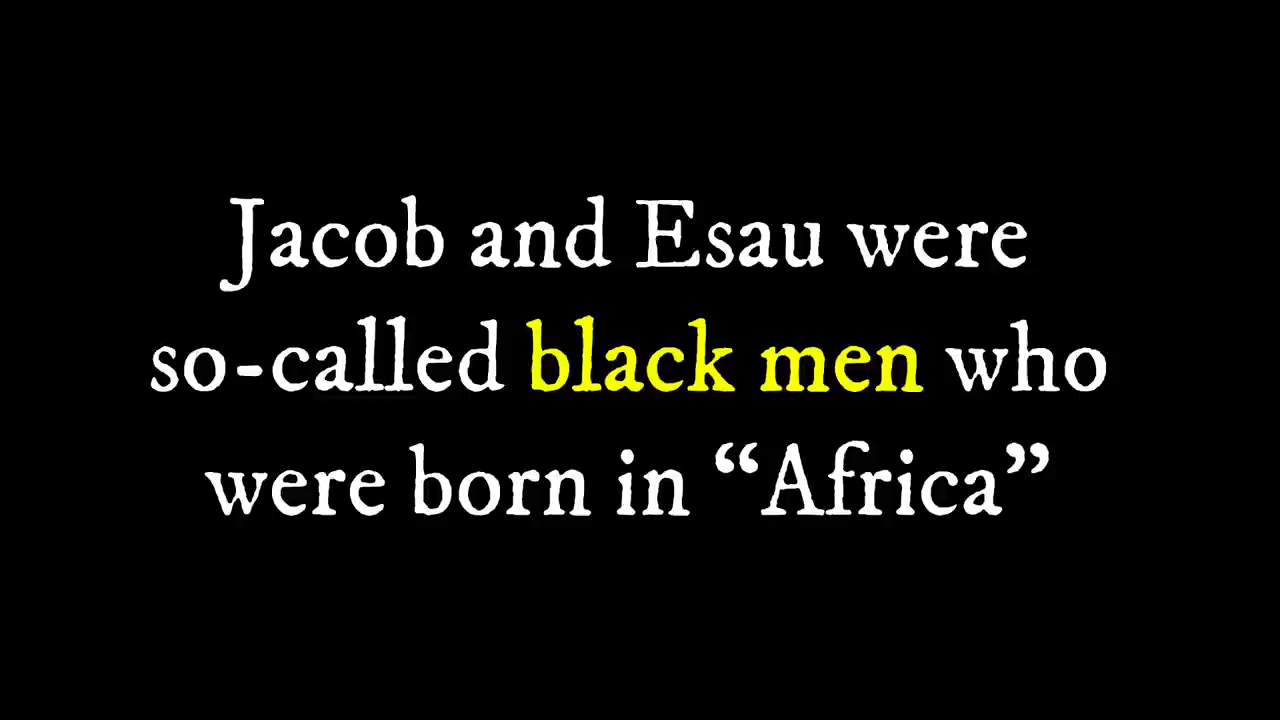 Jacob and Esau were
so-called black men who
were born in “Africa”